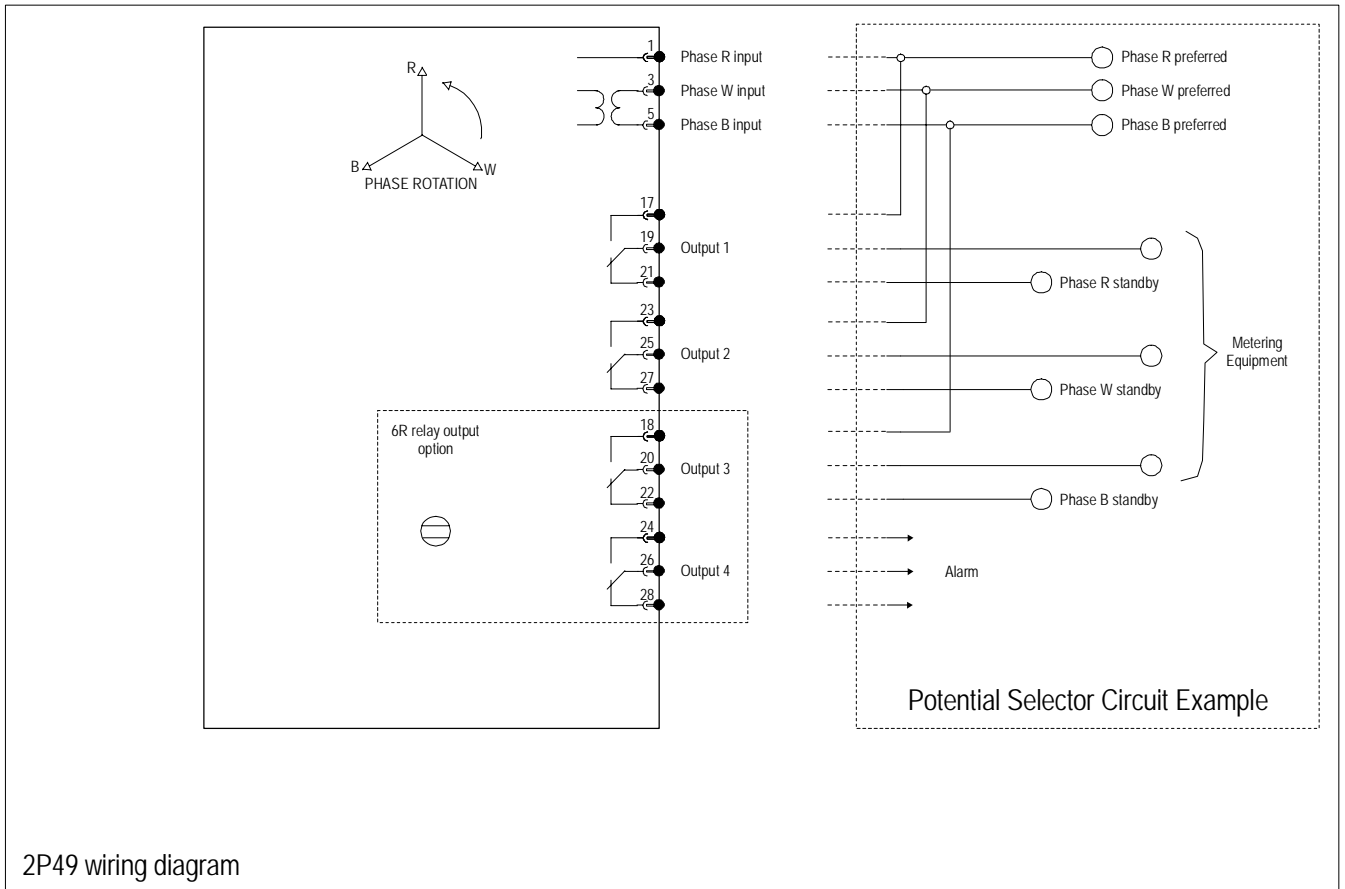 R
W
B
PHASE ROTATION
1
Phase R input
3
Phase W input
5
Phase B input
17
19
Output 1
21
23
25
Output 2
27
6R relay output
option
18
20
Output 3
22
24
26
Output 4
28
Phase R preferred
Phase W preferred
Phase B preferred
Phase R standby
Phase W standby
Phase B standby
Metering
Equipment
Alarm
Potential Selector Circuit Example
2P49 wiring diagram